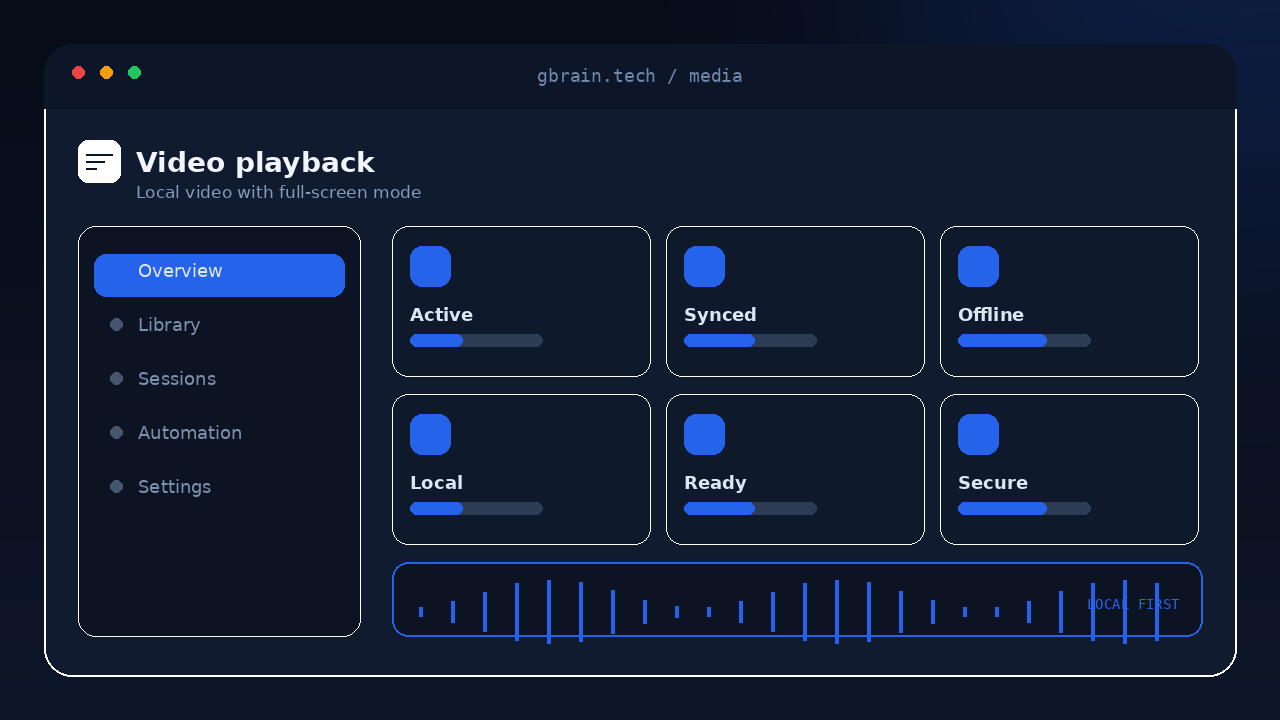 gbrain.tech / media
Video playback
Local video with full-screen mode
Overview
Library
Sessions
Automation
Settings
Active
Synced
Offline
Local
Ready
Secure
LOCAL FIRST